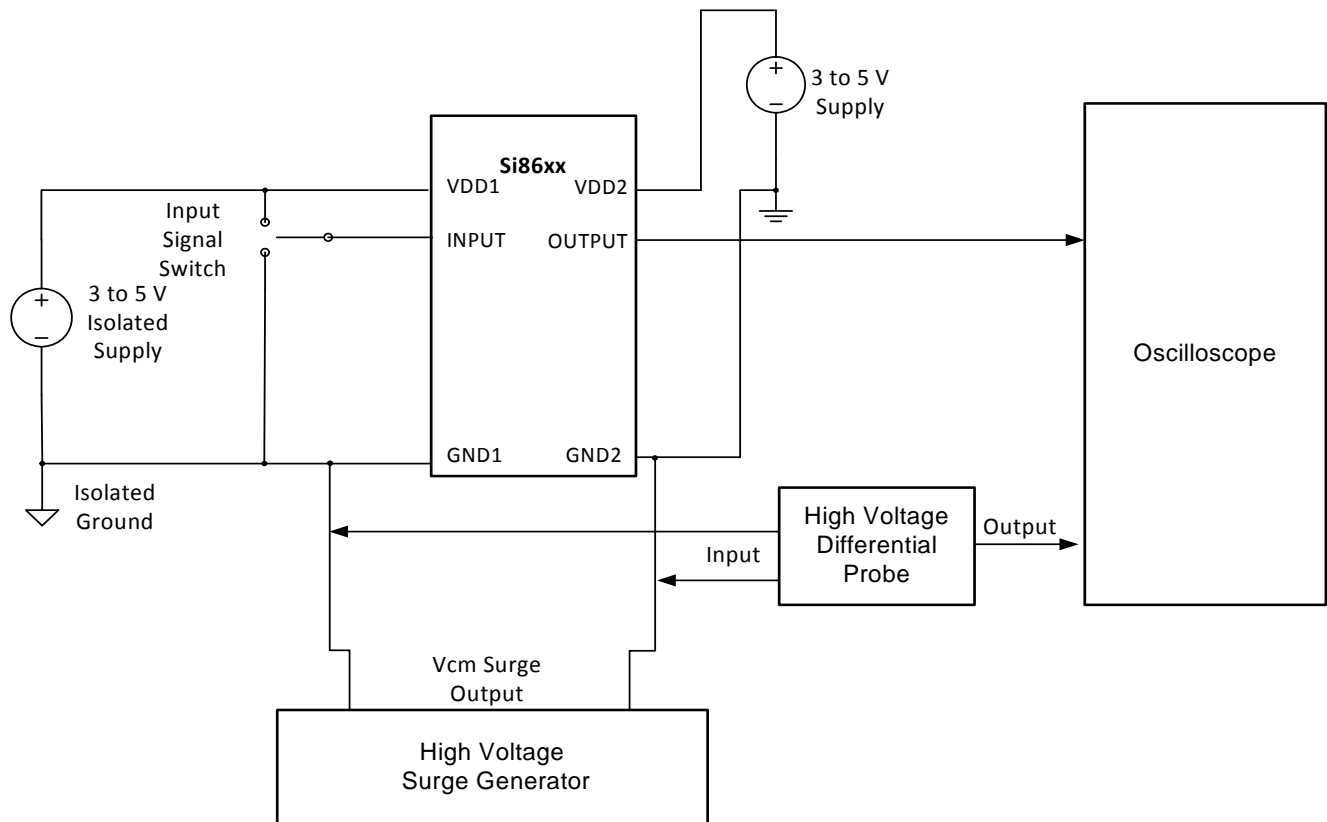 3 to 5 V
Supply
Si86xx
VDD1
VDD2
Input
Signal
Switch
INPUT
OUTPUT
3 to 5 V
Isolated
Supply
Oscilloscope
GND1
GND2
Isolated
Ground
High Voltage
Differential
Probe
Output
Input
Vcm Surge
Output
High Voltage
Surge Generator